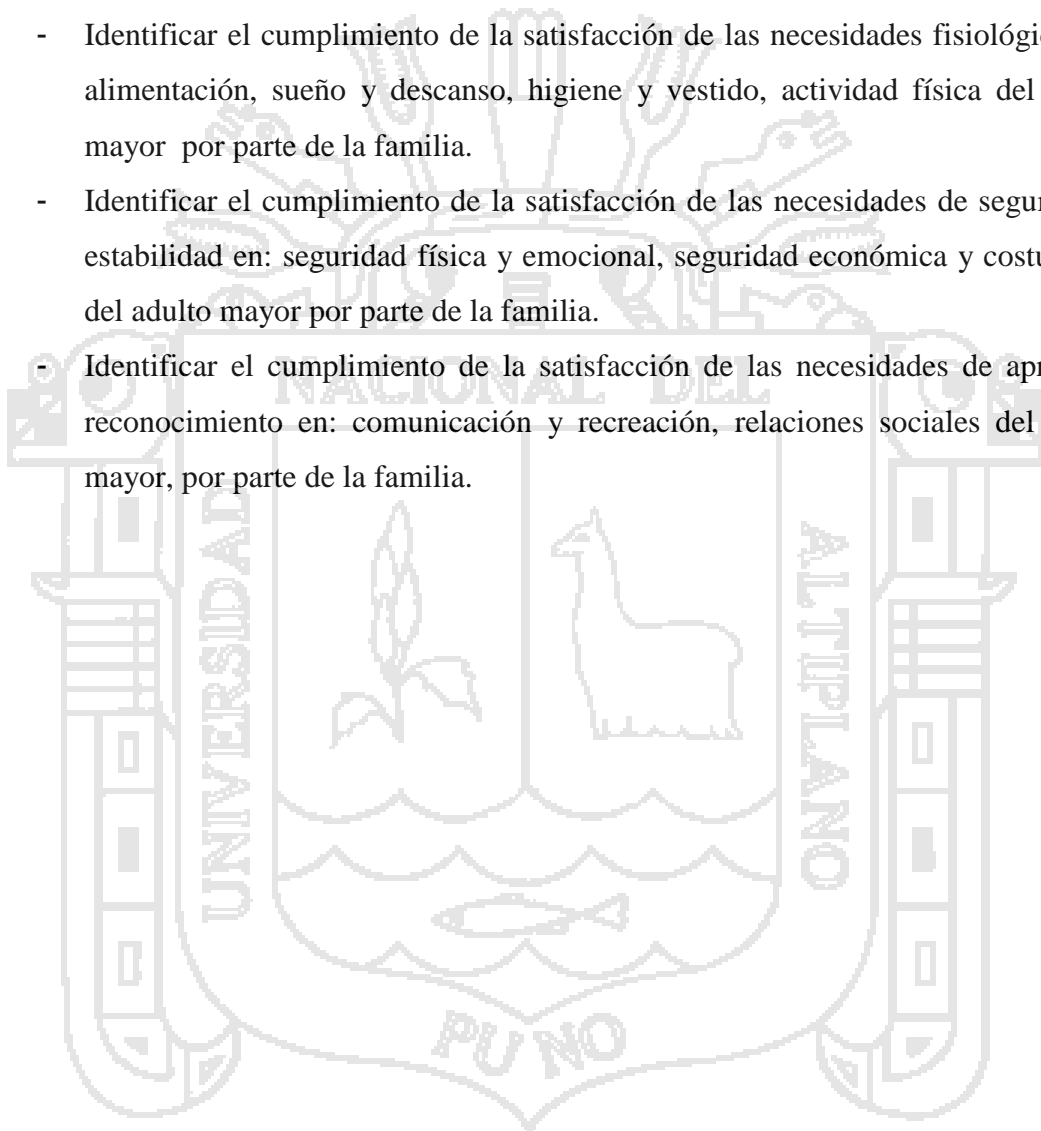 - Identificar el cumplimiento de la satisfacción de las necesidades
alimentación, sueño y descanso, higiene y vestido, actividad física del
mayor por parte de la familia.
- Identificar el cumplimiento de la satisfacción de las necesidades de
estabilidad en: seguridad física y emocional, seguridad económica y
del adulto mayor por parte de la familia.
- Identificar el cumplimiento de la satisfacción de las necesidades de
reconocimiento en: comunicación y recreación, relaciones sociales del
mayor, por parte de la familia.
NACIONAL DEL
UNIVERSIDAD
ALTIPLANO
PUNO